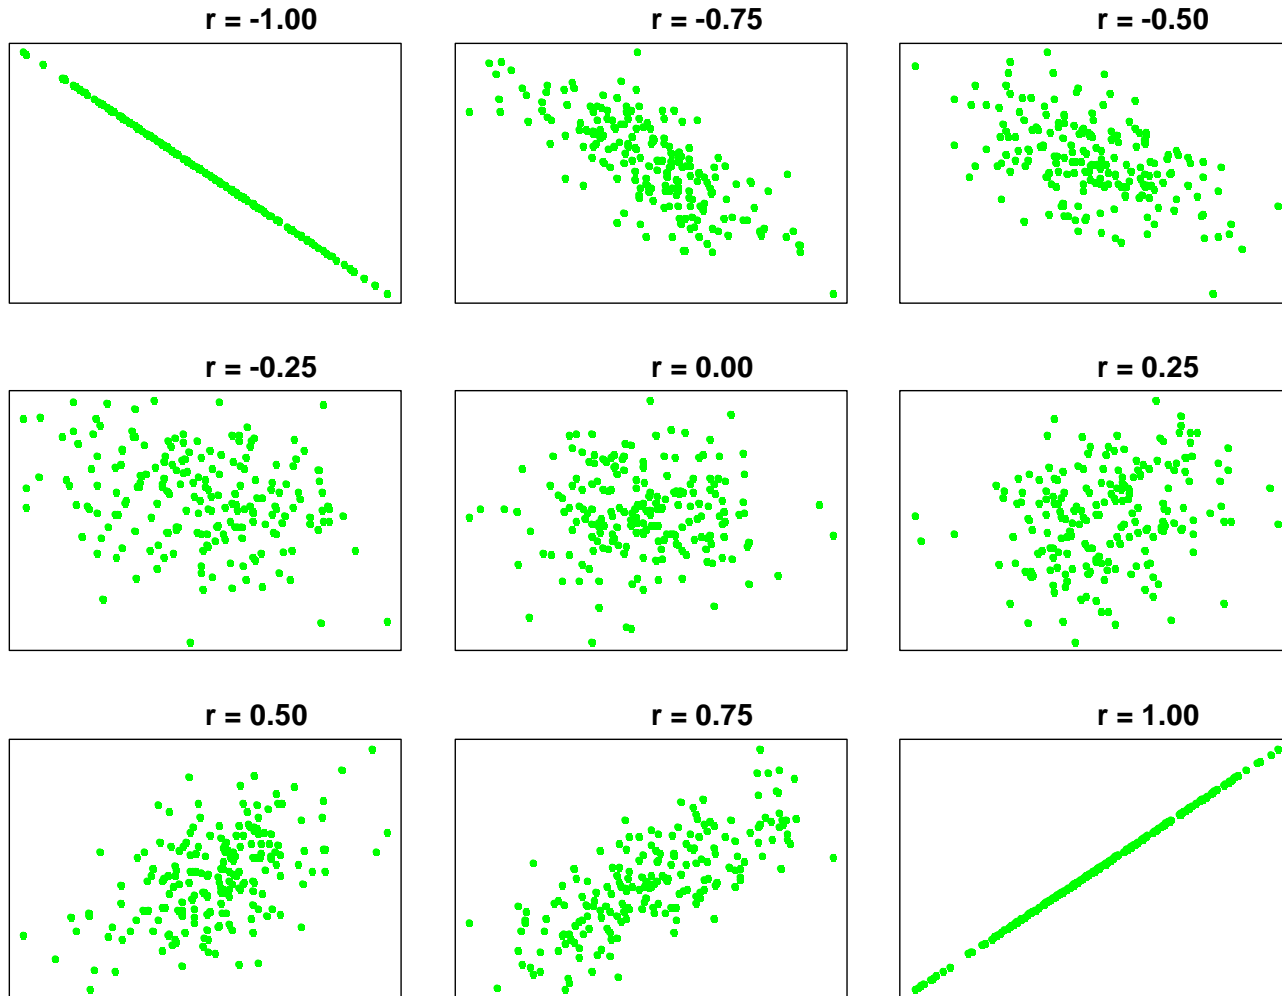 r = -1.00
r = -0.75
r = -0.50
r = -0.25
r = 0.00
r = 0.25
r = 0.50
r = 0.75
r = 1.00